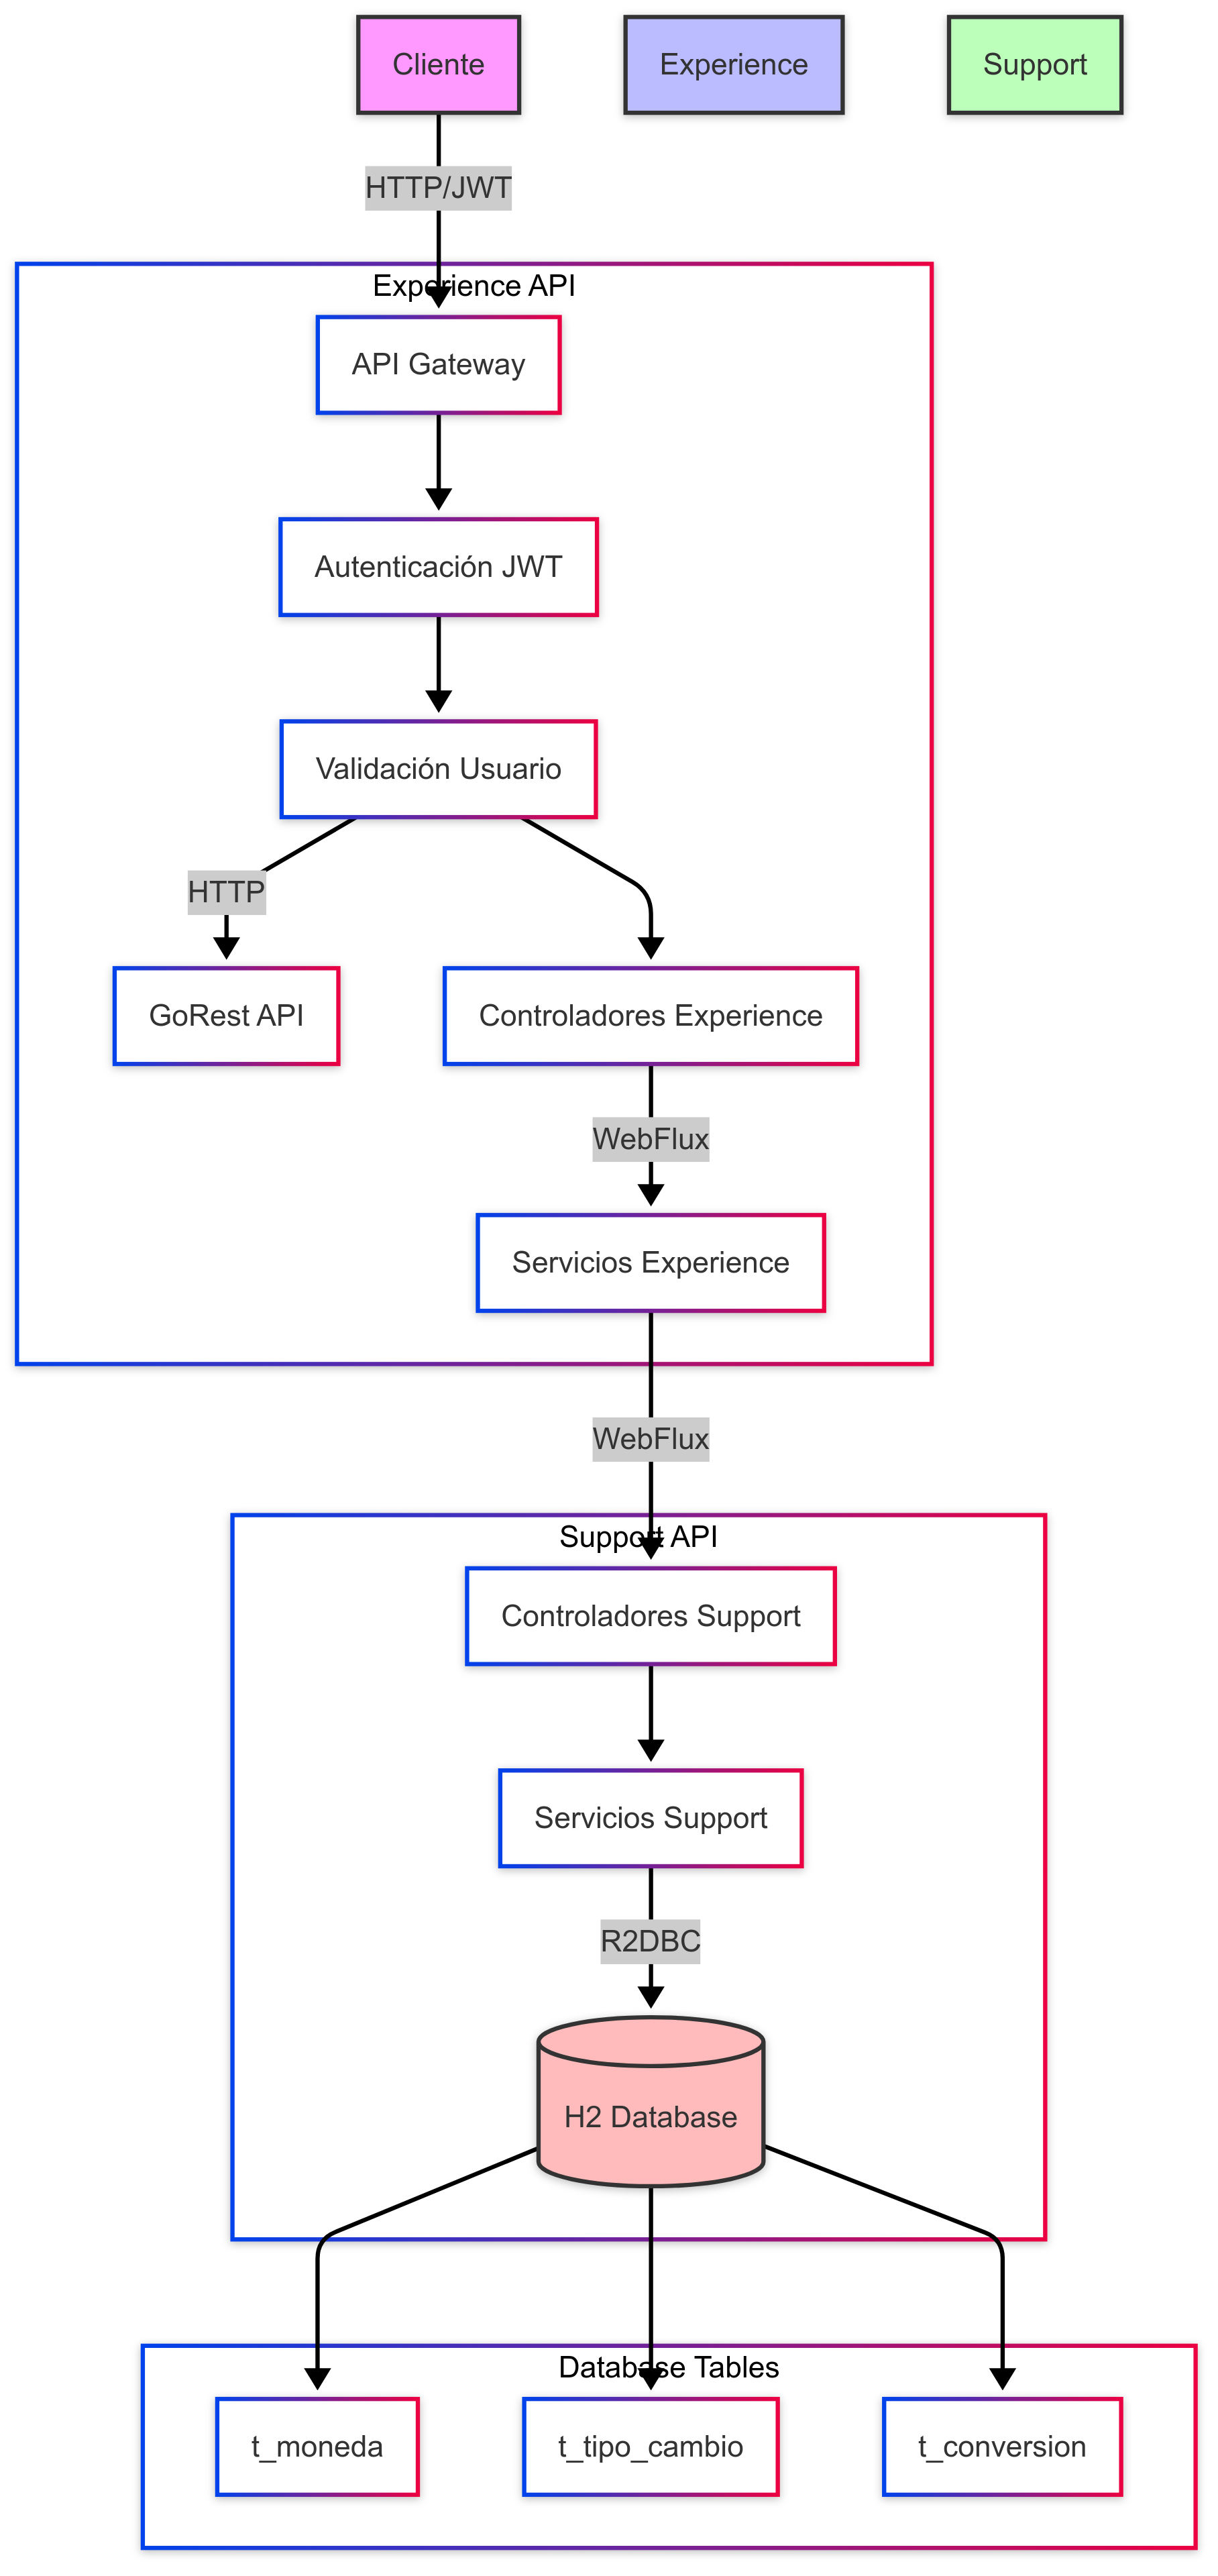 Cliente
Experience
Support
HTTP/JWT
Experience API
API Gateway
Autenticación JWT
Validación Usuario
HTTP
GoRest API
Controladores Experience
WebFlux
Servicios Experience
WebFlux
Support API
Controladores Support
Servicios Support
R2DBC
H2 Database
Database Tables
t_moneda
t_tipo_cambio
t_conversion